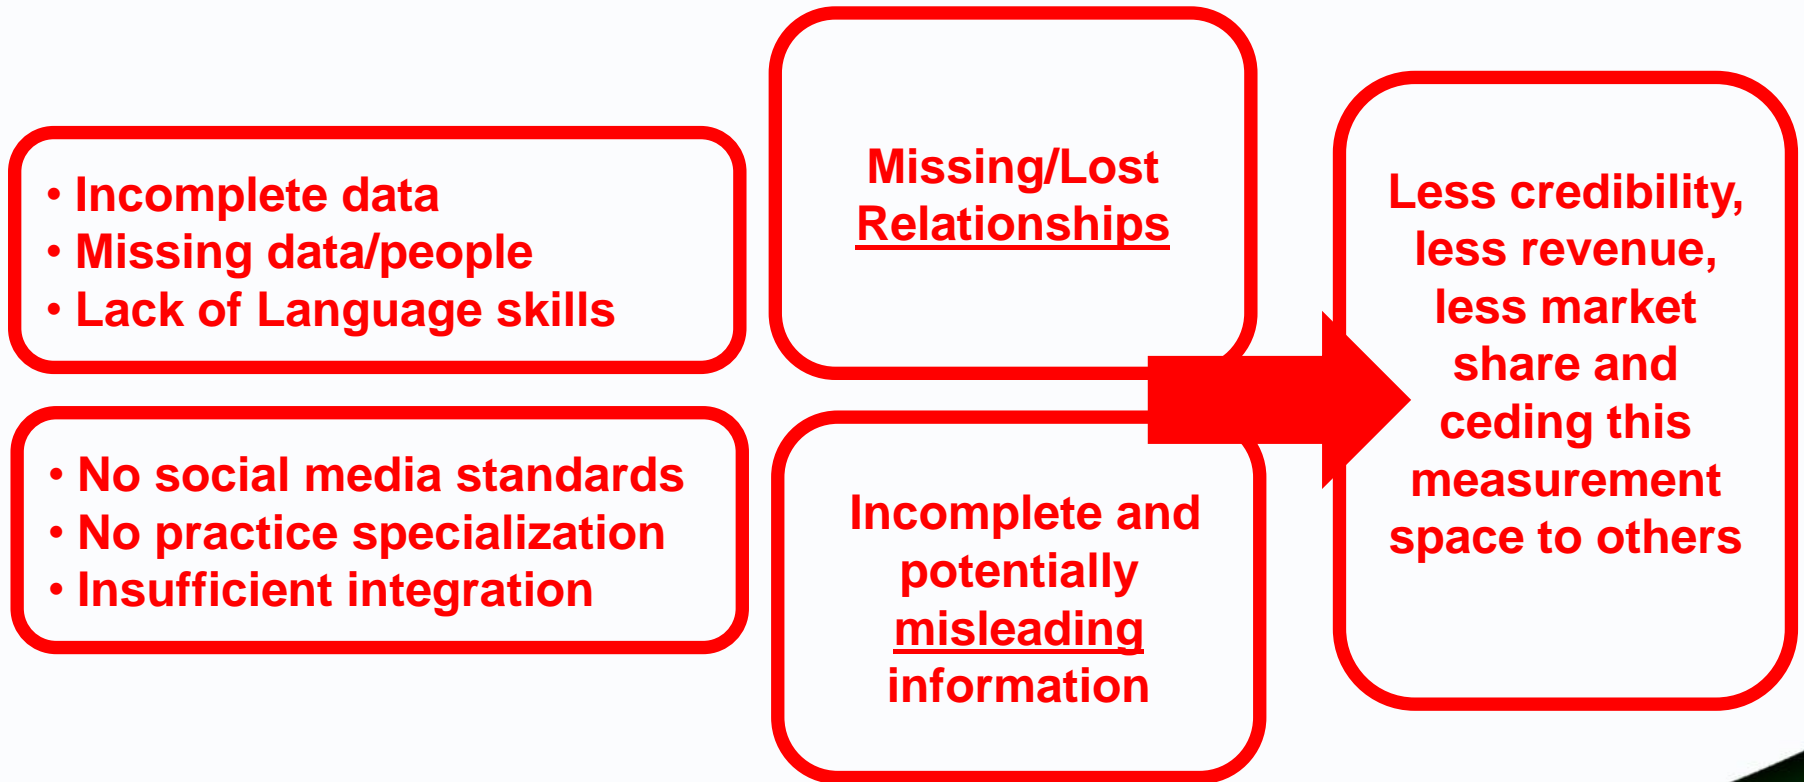 • Incomplete data
• Missing data/people
• Lack of Language skills
• No social media standards
• No practice specialization
• Insufficient integration
Missing/Lost
Relationships
Incomplete and
potentially
misleading
information
Less credibility,
less revenue,
less market
share and
ceding this
measurement
space to others